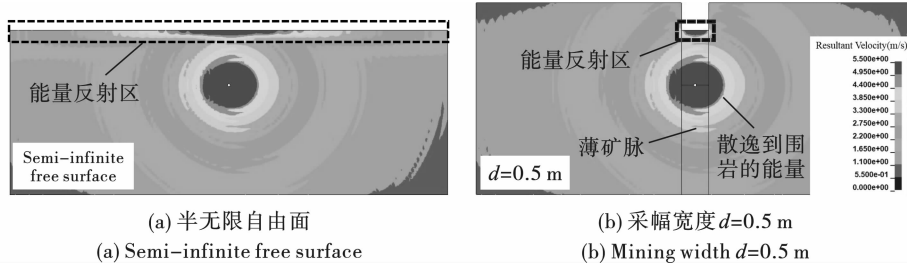 能量反射区
Semi-infinite
free surface
(a) 半无限自由面
(a) Semi-infinite free surface
能量反射区
薄矿脉
散逸到围
岩的能量
d=0.5 m
Resultant Velocity(m/s)
5.500e+00
4.950e+00
4.400e+00
3.850e+00
3.300e+00
2.750e+00
2.200e+00
1.650e+00
1.100e+00
5.500e-01
0.000e+00
(b) 采幅宽度d=0.5 m
(b) Mining width d=0.5 m